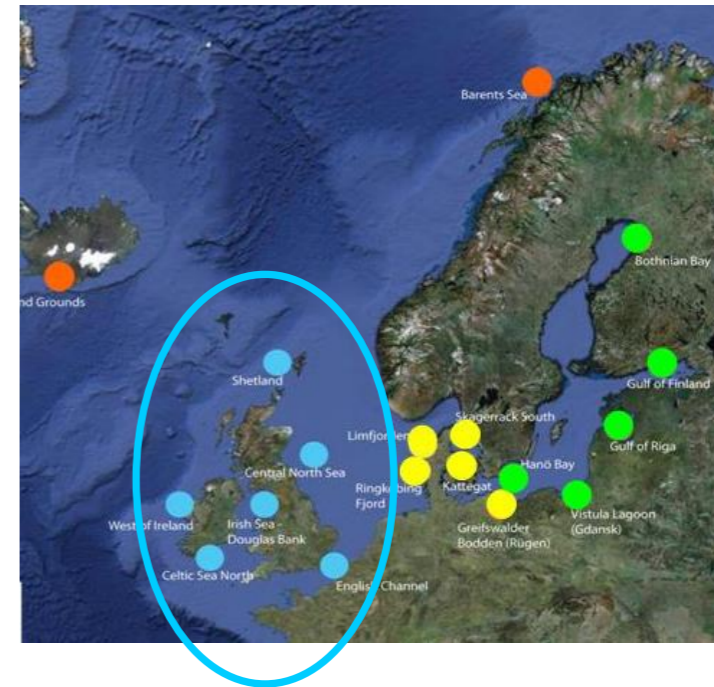 Barents Sea
Bothnian Bay
nd Grounds
Shetland
Gulf of Finland
Skagerrack South
Limfjorden
Gulf of Riga
Central North Sea
Hanö Bay
Kattegat
Ringkøbing
Fjord
West of Ireland
Irish Sea -
Douglas Bank
Vistula Lagoon
(Gdansk)
Greifswalder
Bodden (Rügen)
Celtic Sea North
English Channel